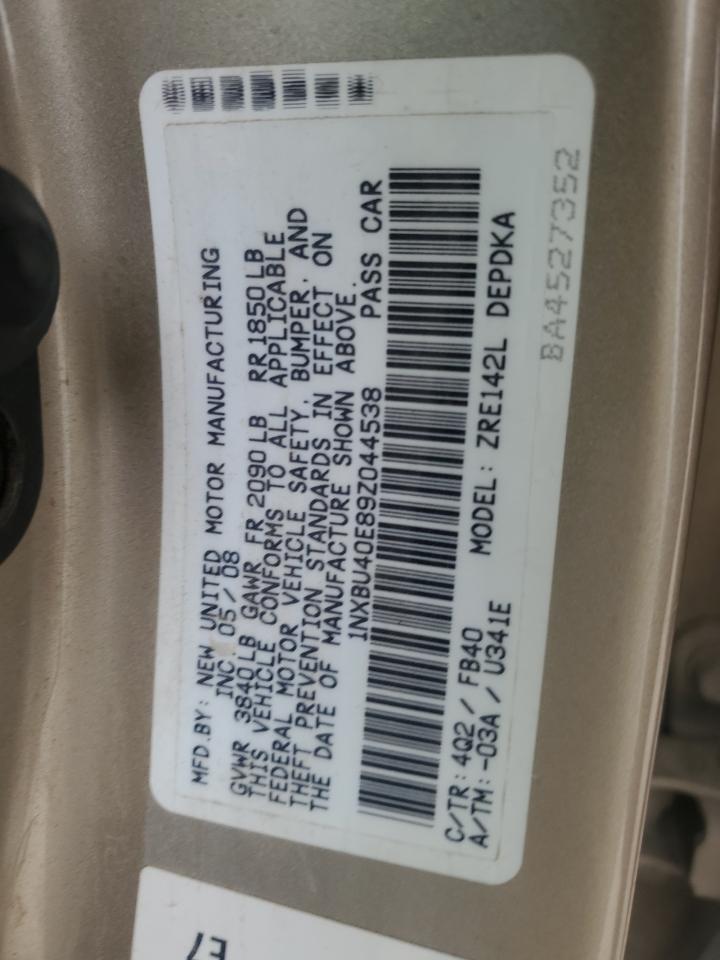 MFD.BY: NEW UNITED MOTOR MANUFACTURING
INC. 05/08
GVWR 3840LB GAWR FR 2090LB RR 1850LB
THIS VEHICLE CONFORMS TO ALL APPLICABLE
FEDERAL MOTOR VEHICLE SAFETY, BUMPER, AND
THEFT PREVENTION STANDARDS IN EFFECT ON
THE DATE OF MANUFACTURE SHOWN ABOVE.
1NXBU40E89Z044538 PASS CAR
C/TR: 4Q2 / FB40
A/TM: -03A / U341E
MODEL: ZRE142L DEPDKA
BA4527352